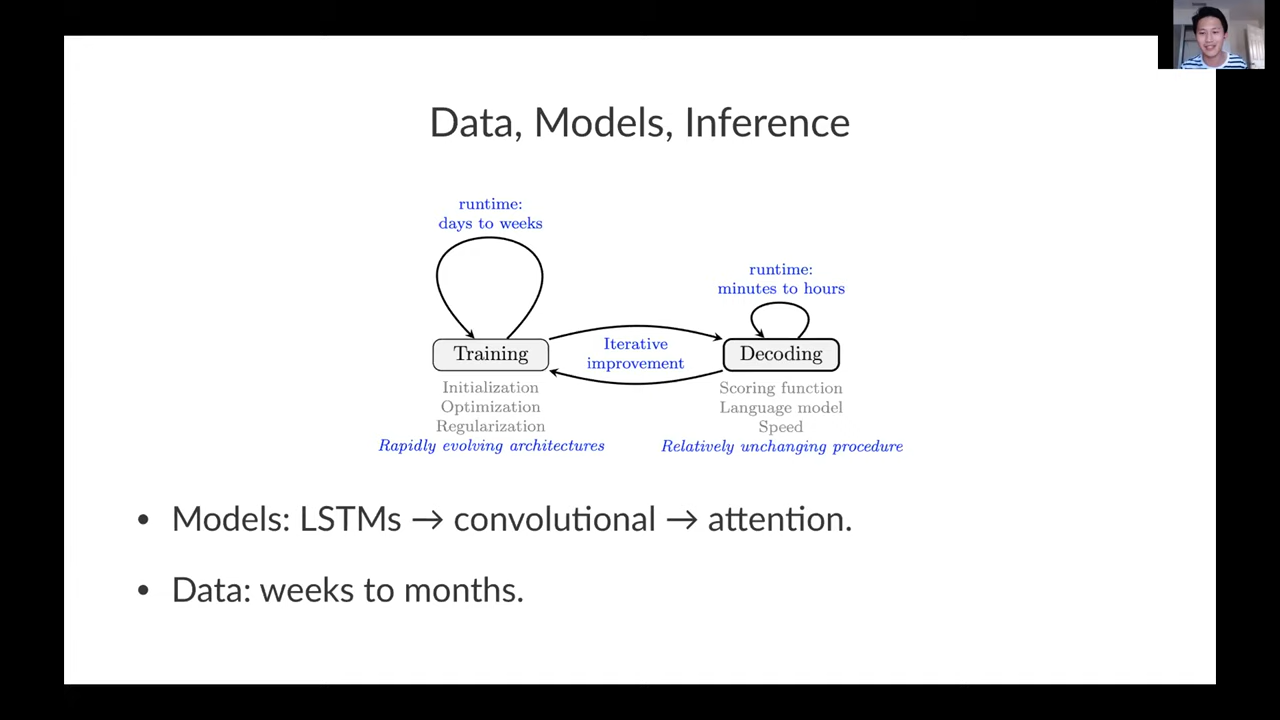 Data, Models, Inference
runtime:
days to weeks
runtime:
minutes to hours
Training
Iterative
improvement
Decoding
Initialization
Optimization
Regularization
Rapidly evolving architectures
Scoring function
Language model
Speed
Relatively unchanging procedure
• Models: LSTMs → convolutional → attention.
• Data: weeks to months.